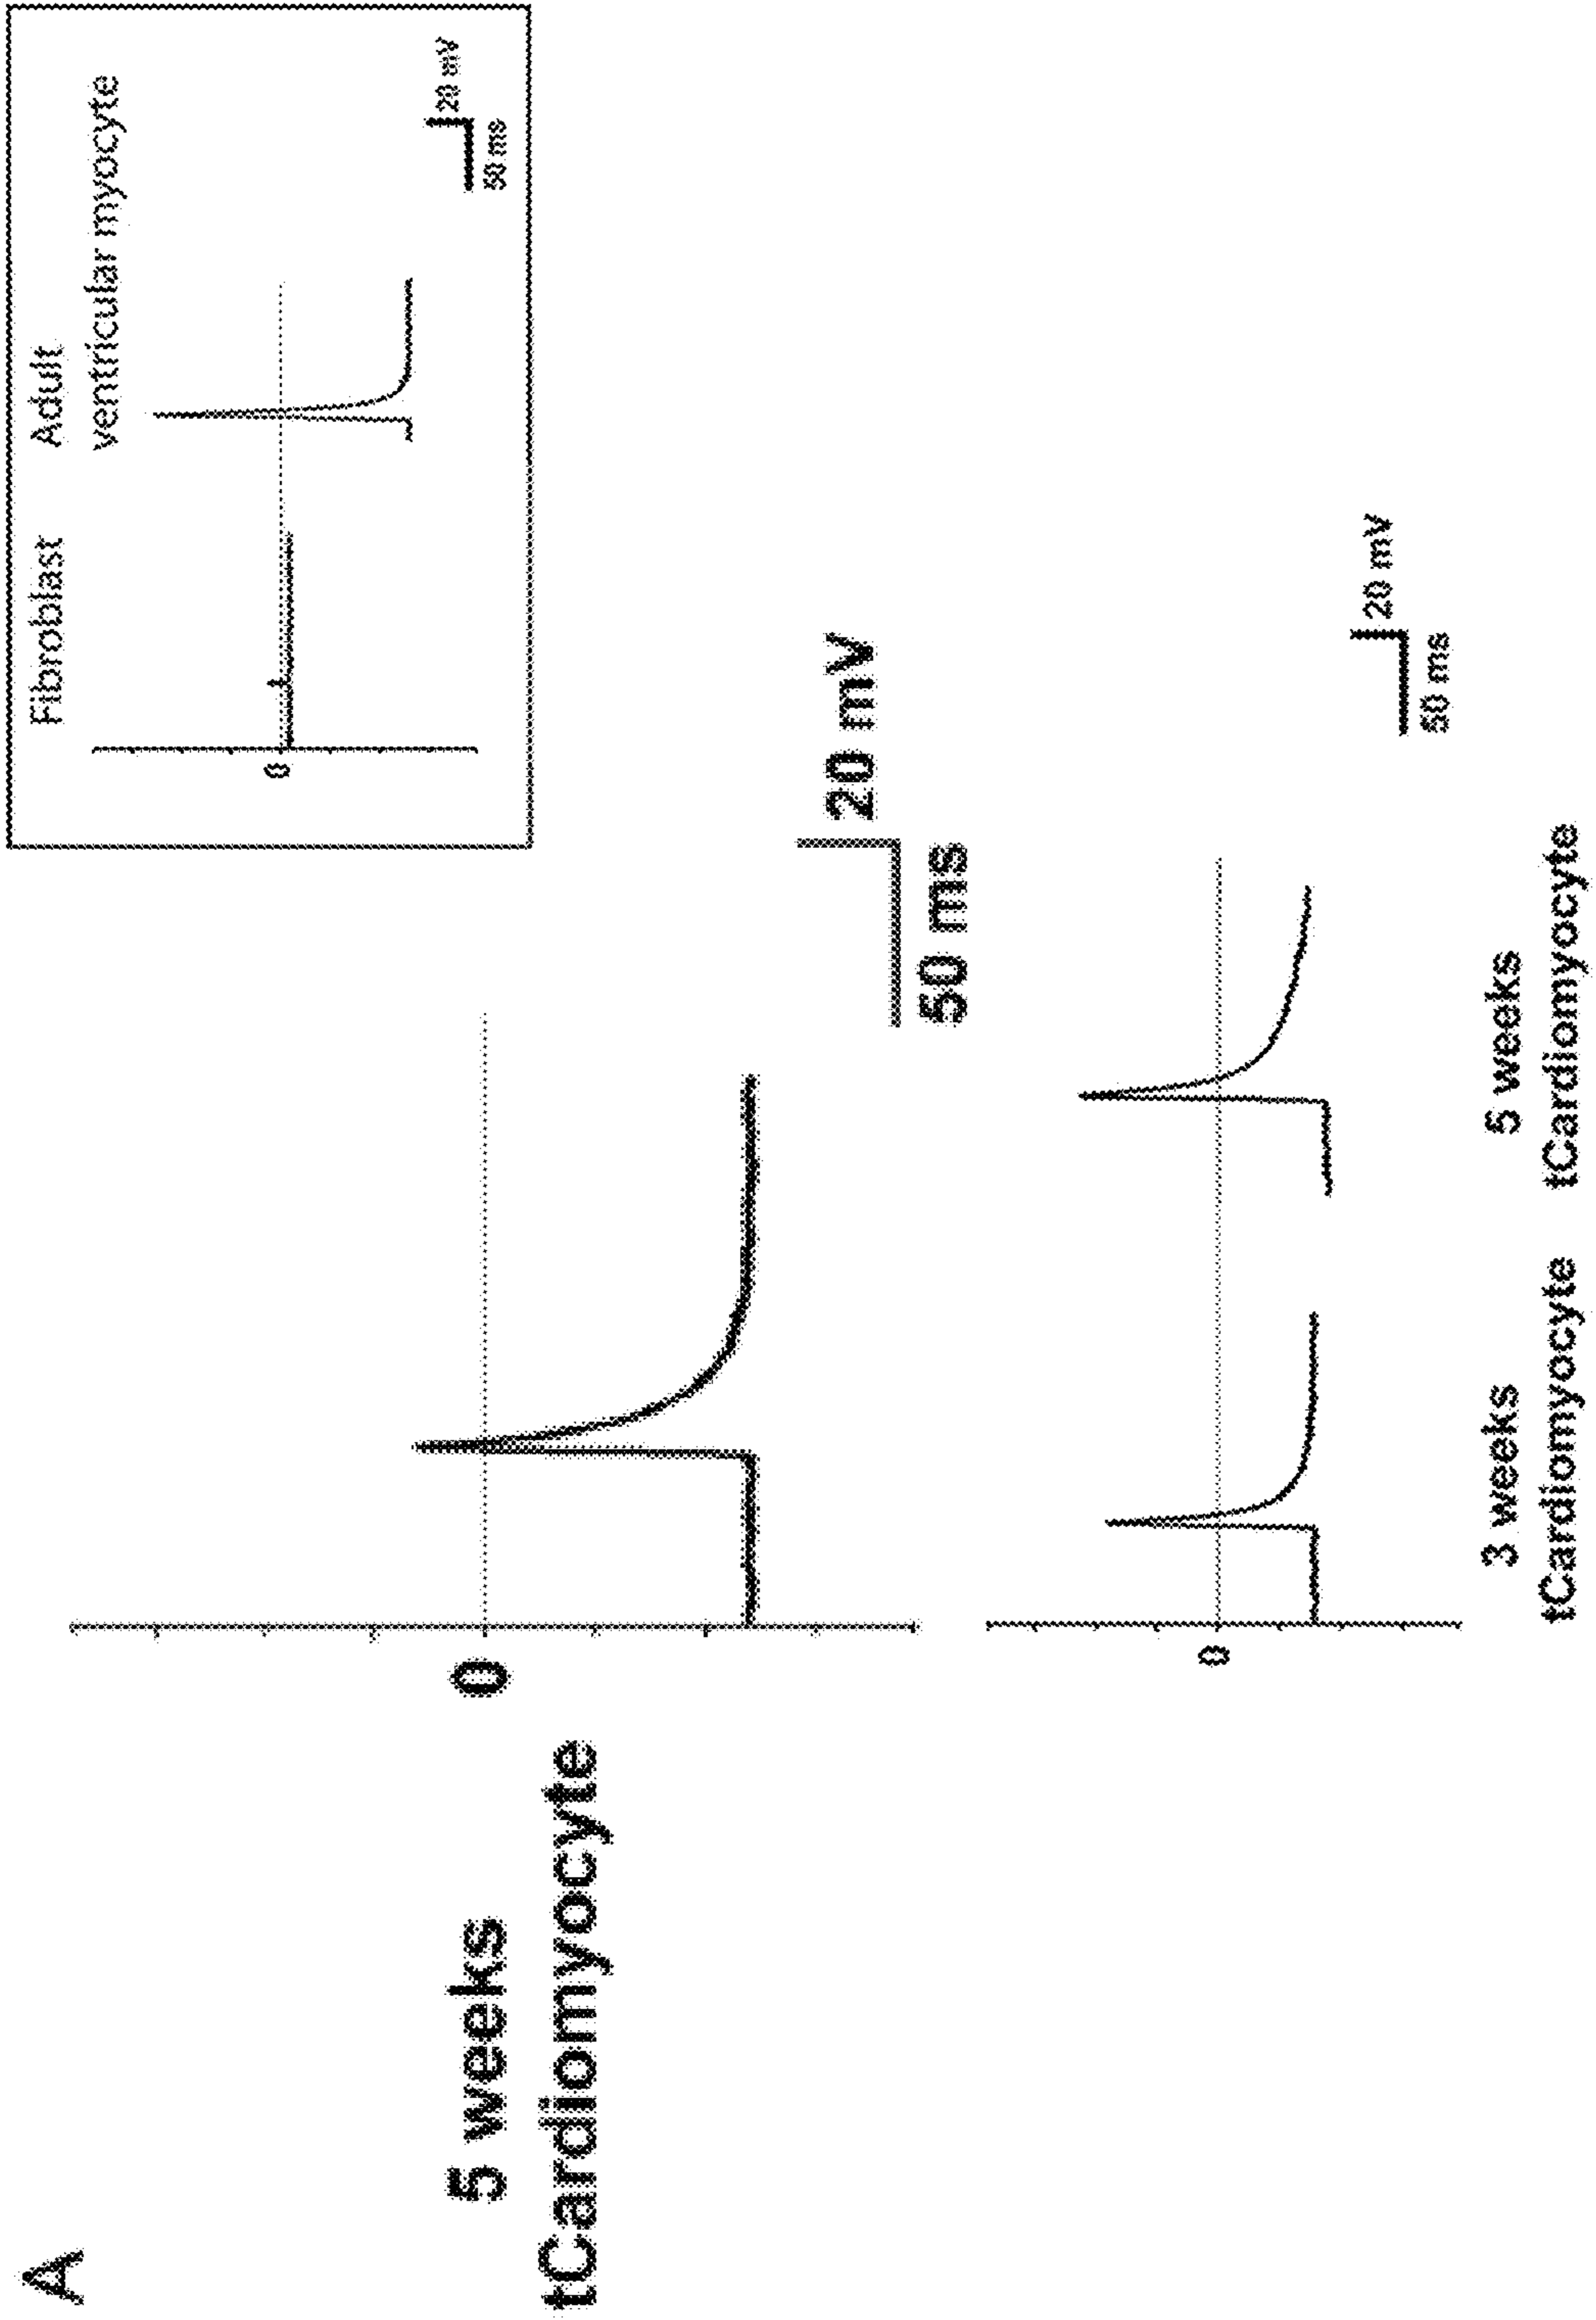 A
5 weeks
tCardiomyocyte
0
20 mV
50 ms
Fibroblast
Adult
ventricular myocyte
0
20 mV
50 ms
0
20 mV
50 ms
3 weeks
tCardiomyocyte
5 weeks
tCardiomyocyte